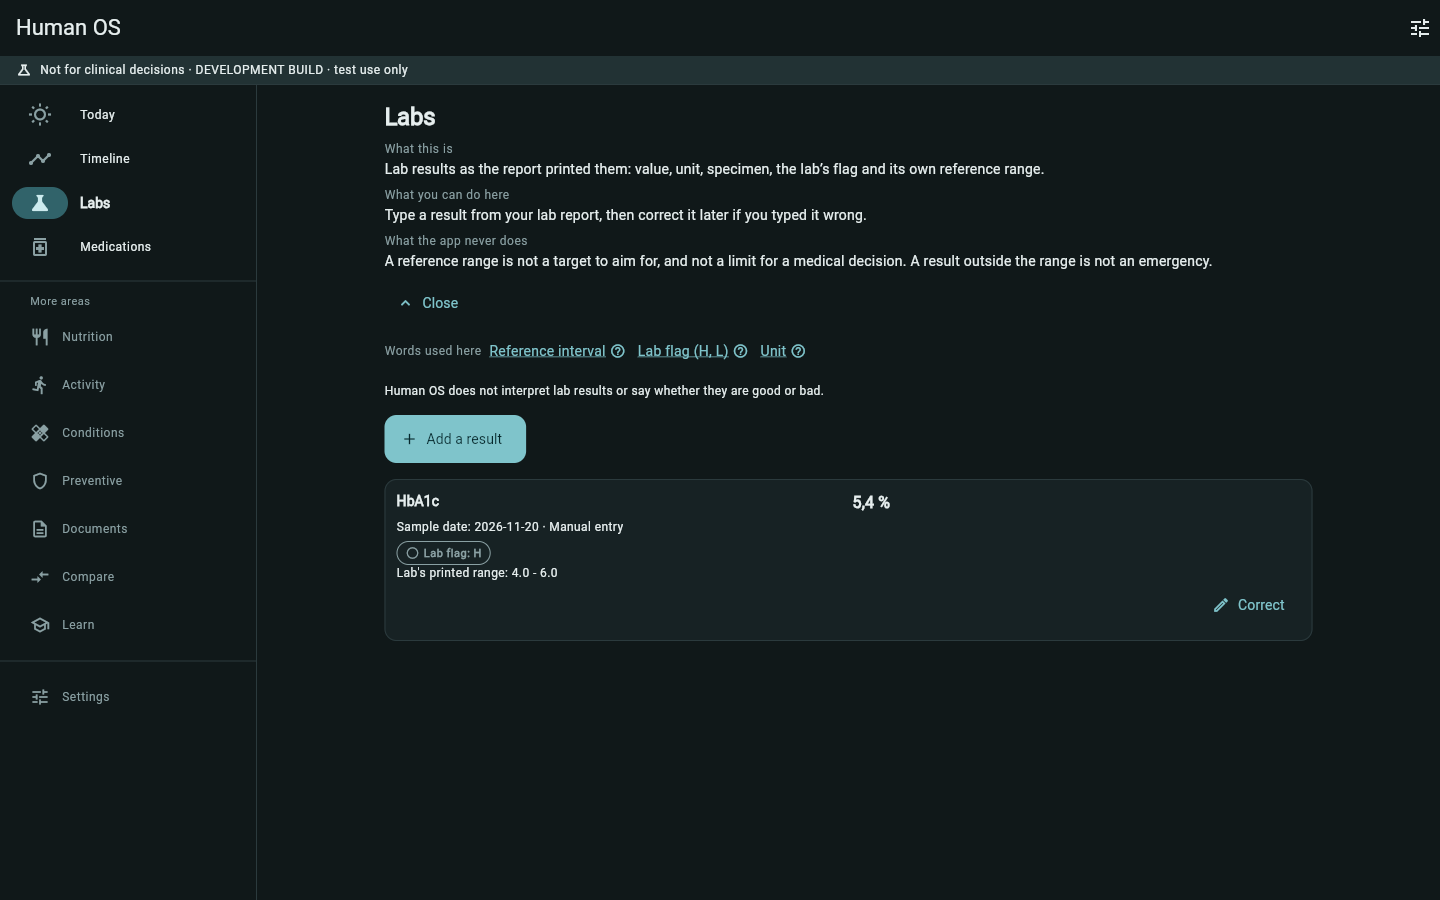 Human OS
Not for clinical decisions · DEVELOPMENT BUILD · test use only
Today
Timeline
Labs
Medications
More areas
Nutrition
Activity
Conditions
Preventive
Documents
Compare
Learn
Settings
Labs
What this is
Lab results as the report printed them: value, unit, specimen, the lab’s flag and its own reference range.
What you can do here
Type a result from your lab report, then correct it later if you typed it wrong.
What the app never does
A reference range is not a target to aim for, and not a limit for a medical decision. A result outside the range is not an emergency.
Close
Words used here Reference interval Lab flag (H, L) Unit
Human OS does not interpret lab results or say whether they are good or bad.
Add a result
HbA1c 5,4 %
Sample date: 2026-11-20 · Manual entry
Lab flag: H
Lab's printed range: 4.0 - 6.0
Correct